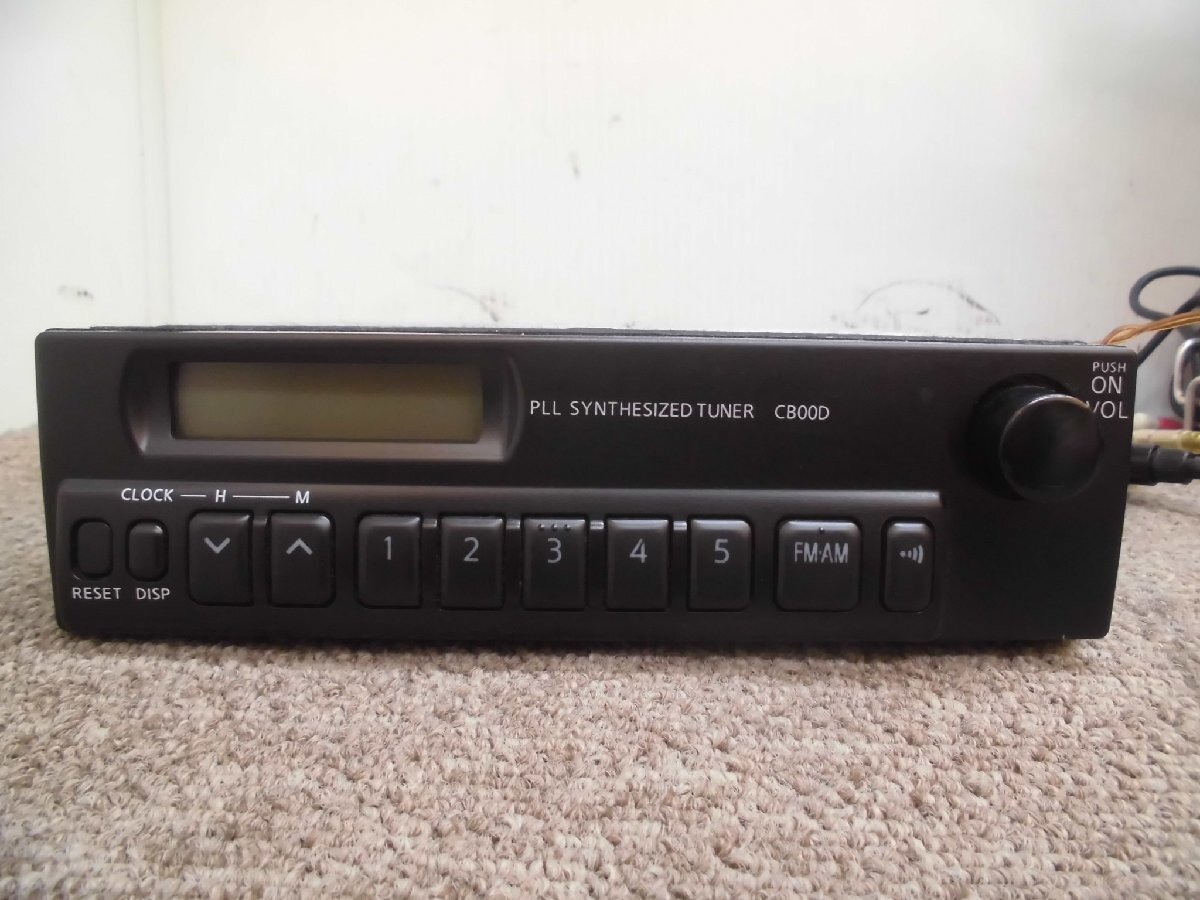 PUSH
ON
VOL
PLL SYNTHESIZED TUNER CB00D
CLOCK H M
1 2 3 4 5 FM·AM
RESET DISP